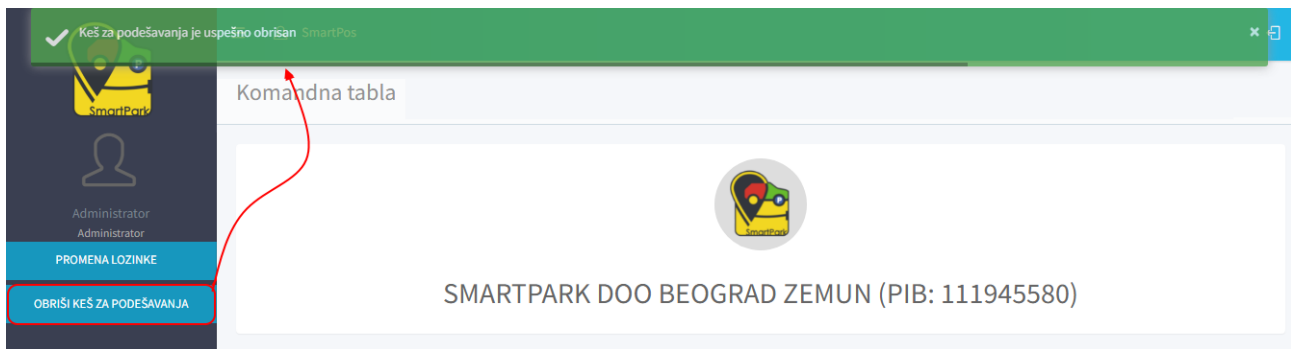 Keš za podešavanja je uspešno obrisan SmartPos
SmartPark
Komandna tabla
Administrator
Administrator
PROMENA LOZINKE
OBRIŠI KEŠ ZA PODEŠAVANJA
SmartPark
SMARTPARK DOO BEOGRAD ZEMUN (PIB: 111945580)